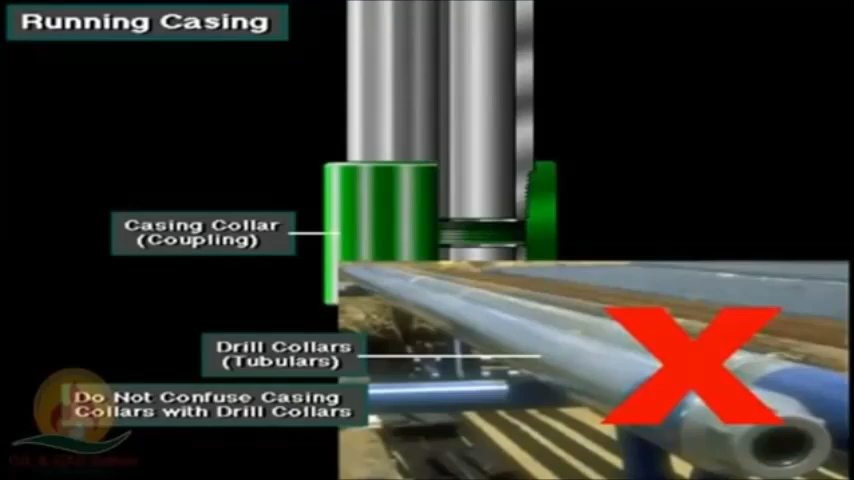 Running Casing
Casing Collar
(Coupling)
Drill Collars
(Tubulars)
Do Not Confuse Casing
Collars with Drill Collars